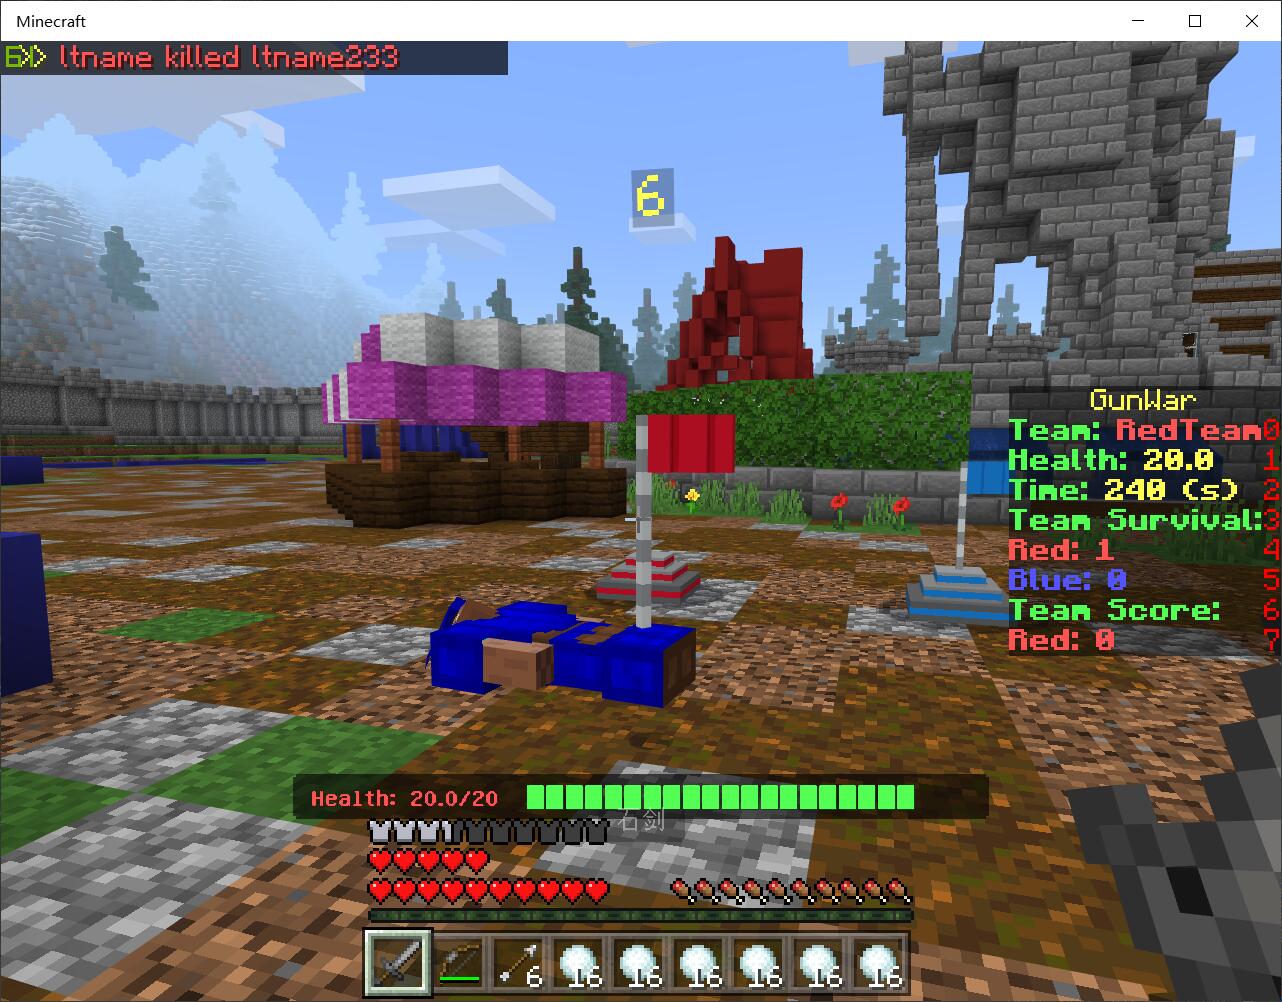 Minecraft
6》 ltname killed ltname233
6
GunWar
Team: RedTeam 0
Health: 20.0 1
Time: 240 (s) 2
Team Survival: 3
Red: 1 4
Blue: 0 5
Team Score: 6
Red: 0 7
Health: 20.0/20
石剑
6 16 16 16 16 16 16